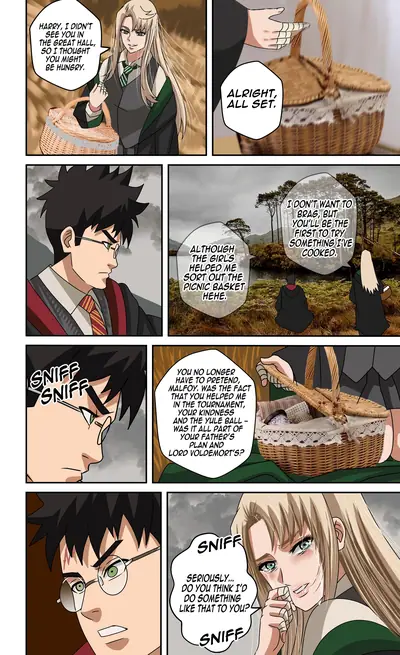 HARRY, I DIDN'T
SEE YOU IN
THE GREAT HALL,
SO I THOUGHT
YOU MIGHT
BE HUNGRY.
ALRIGHT,
ALL SET.
I DON'T WANT TO
BRAG, BUT
YOU'LL BE THE
FIRST TO TRY
SOMETHING I'VE
COOKED.
ALTHOUGH
THE GIRLS
HELPED ME
SORT OUT THE
PICNIC BASKET
HEHE.
SNIFF
SNIFF
YOU NO LONGER
HAVE TO PRETEND,
MALFOY. WAS THE FACT
THAT YOU HELPED ME
IN THE TOURNAMENT,
YOUR KINDNESS
AND THE YULE BALL -
WAS IT ALL PART OF
YOUR FATHER'S
PLAN AND
LORD VOLDEMORT'S?
SNIFF
SERIOUSLY...
DO YOU THINK I'D
DO SOMETHING
LIKE THAT TO YOU?
SNIFF